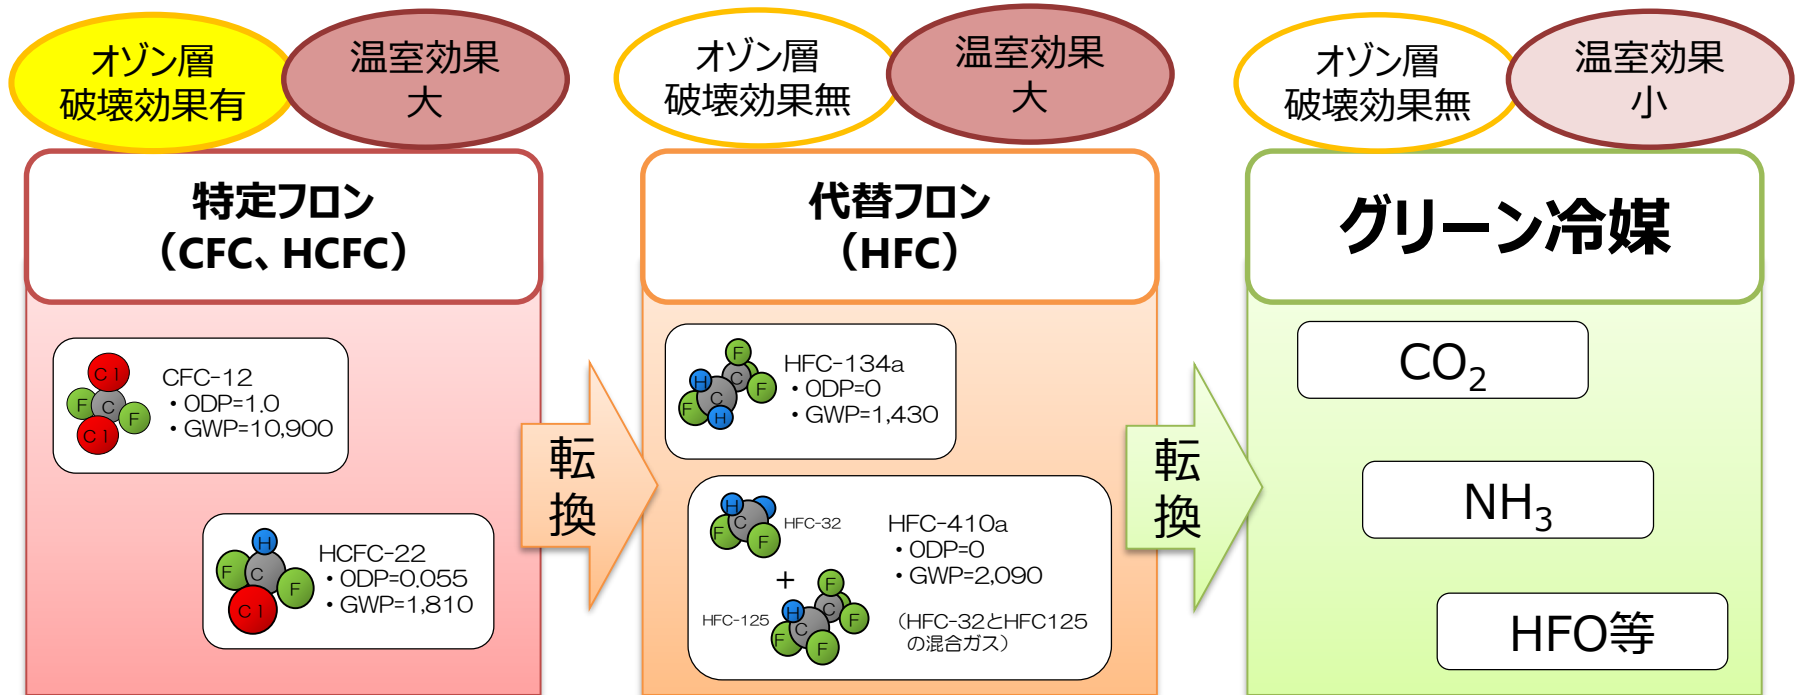 オゾン層
破壊効果有
温室効果
大
特定フロン
（CFC、HCFC）
Cl
F
C
F
Cl
CFC-12
・ODP=1.0
・GWP=10,900
H
F
C
F
Cl
HCFC-22
・ODP=0.055
・GWP=1,810
転
換
オゾン層
破壊効果無
温室効果
大
代替フロン
（HFC）
F
H
C
F
C
F
H
HFC-134a
・ODP=0
・GWP=1,430
H
C
F
F
HFC-32
+
HFC-125
F
H
C
F
C
F
F
HFC-410a
・ODP=0
・GWP=2,090
（HFC-32とHFC125
の混合ガス）
転
換
オゾン層
破壊効果無
温室効果
小
グリーン冷媒
CO₂
NH₃
HFO等